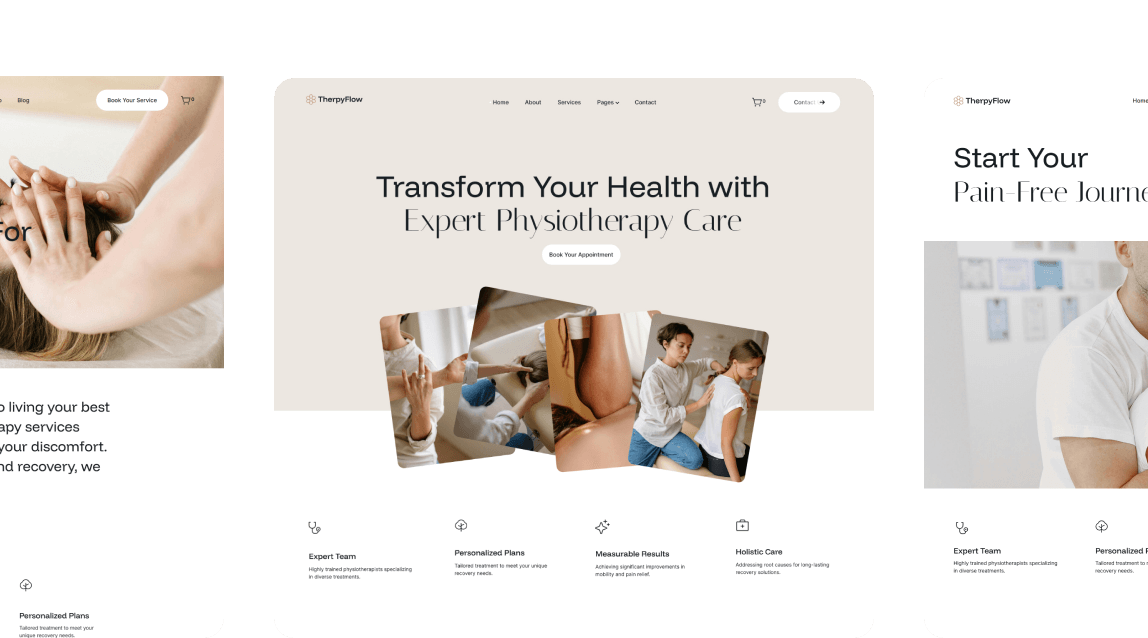 Blog
Book Your Service
0
For
o living your best
apy services
your discomfort.
nd recovery, we
Personalized Plans
Tailored treatment to meet your
unique recovery needs.
TherpyFlow
Home
About
Services
Pages
Contact
0
Contact
Transform Your Health with
Expert Physiotherapy Care
Book Your Appointment
Expert Team
Highly trained physiotherapists specializing
in diverse treatments.
Personalized Plans
Tailored treatment to meet your unique
recovery needs.
Measurable Results
Achieving significant improvements in
mobility and pain relief.
Holistic Care
Addressing root causes for long-lasting
recovery solutions.
TherpyFlow
Home
Start Your
Pain-Free Journe
Expert Team
Highly trained physiotherapists specializing
in diverse treatments.
Personalized P
Tailored treatment to m
recovery needs.